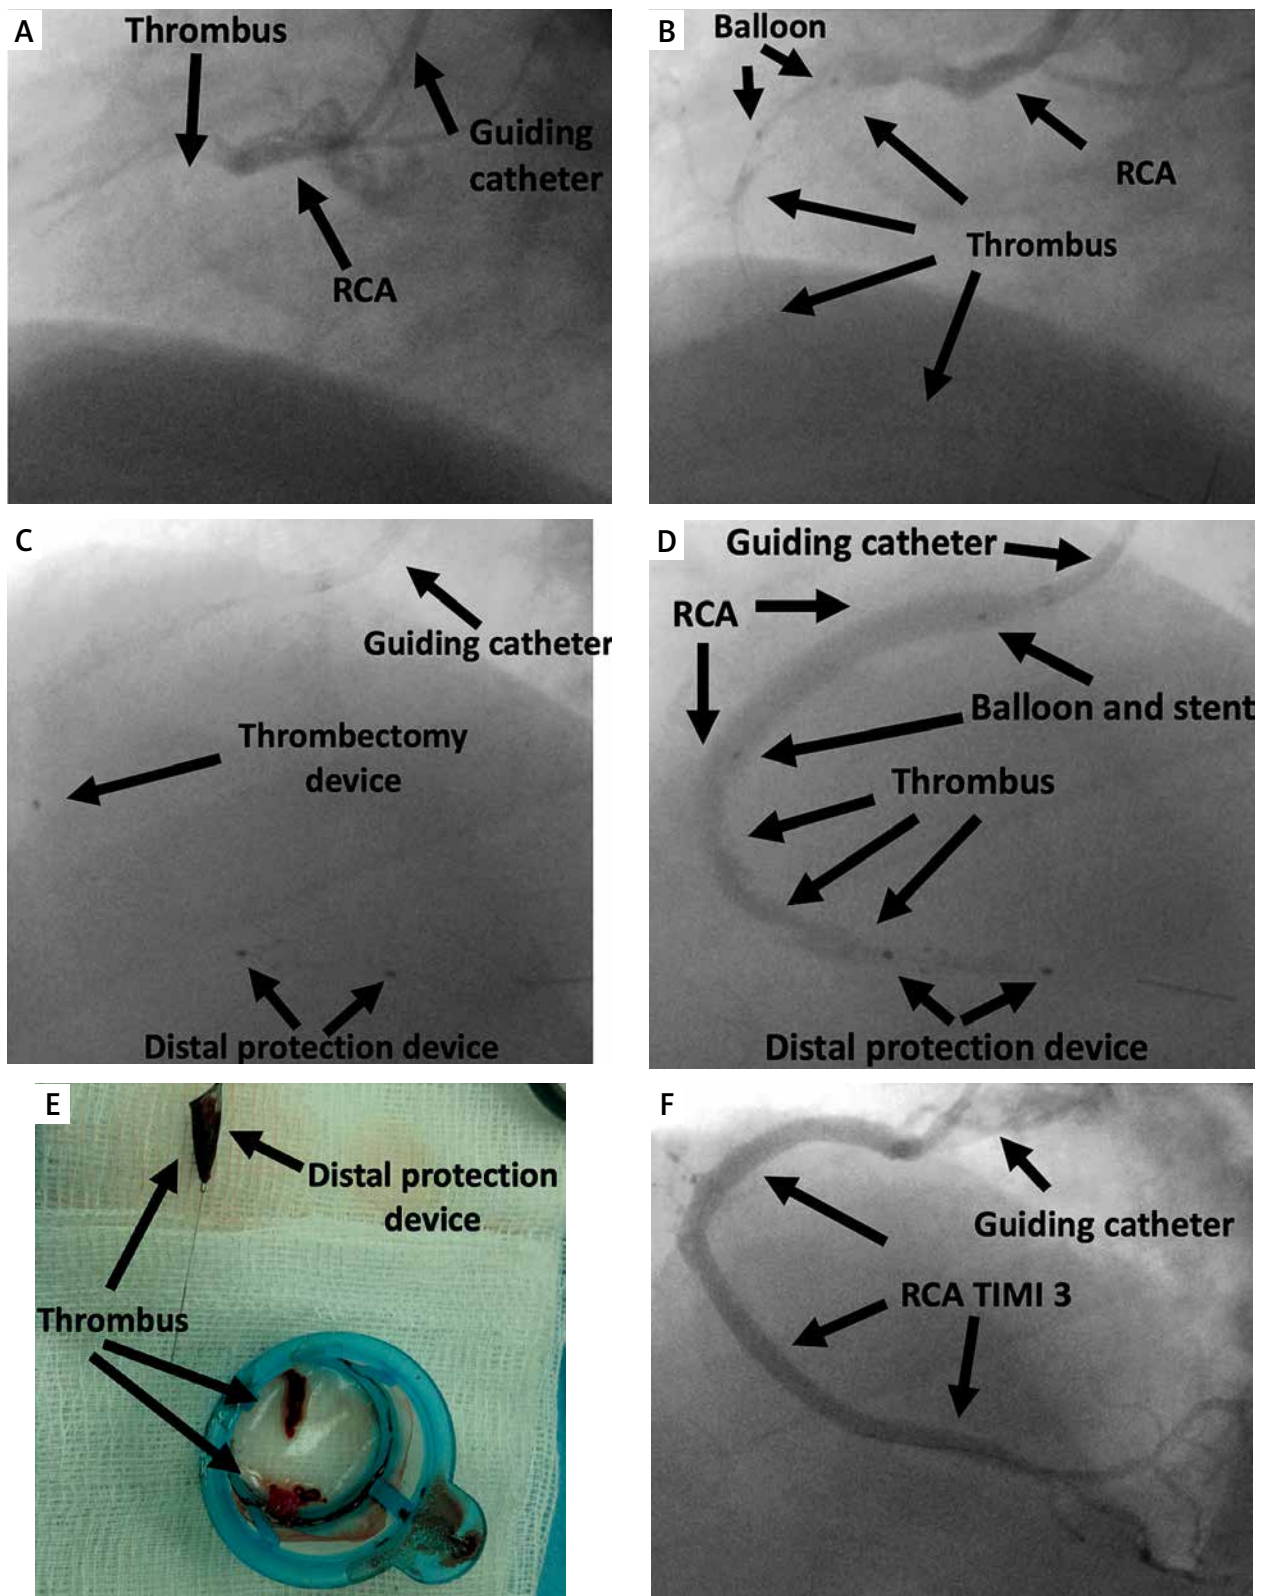 A
Thrombus
Guiding
catheter
RCA
B
Balloon
RCA
Thrombus
C
Guiding catheter
Thrombectomy
device
Distal protection device
D
Guiding catheter
RCA
Balloon and stent
Thrombus
Distal protection device
E
Distal protection
device
Thrombus
F
Guiding catheter
RCA TIMI 3